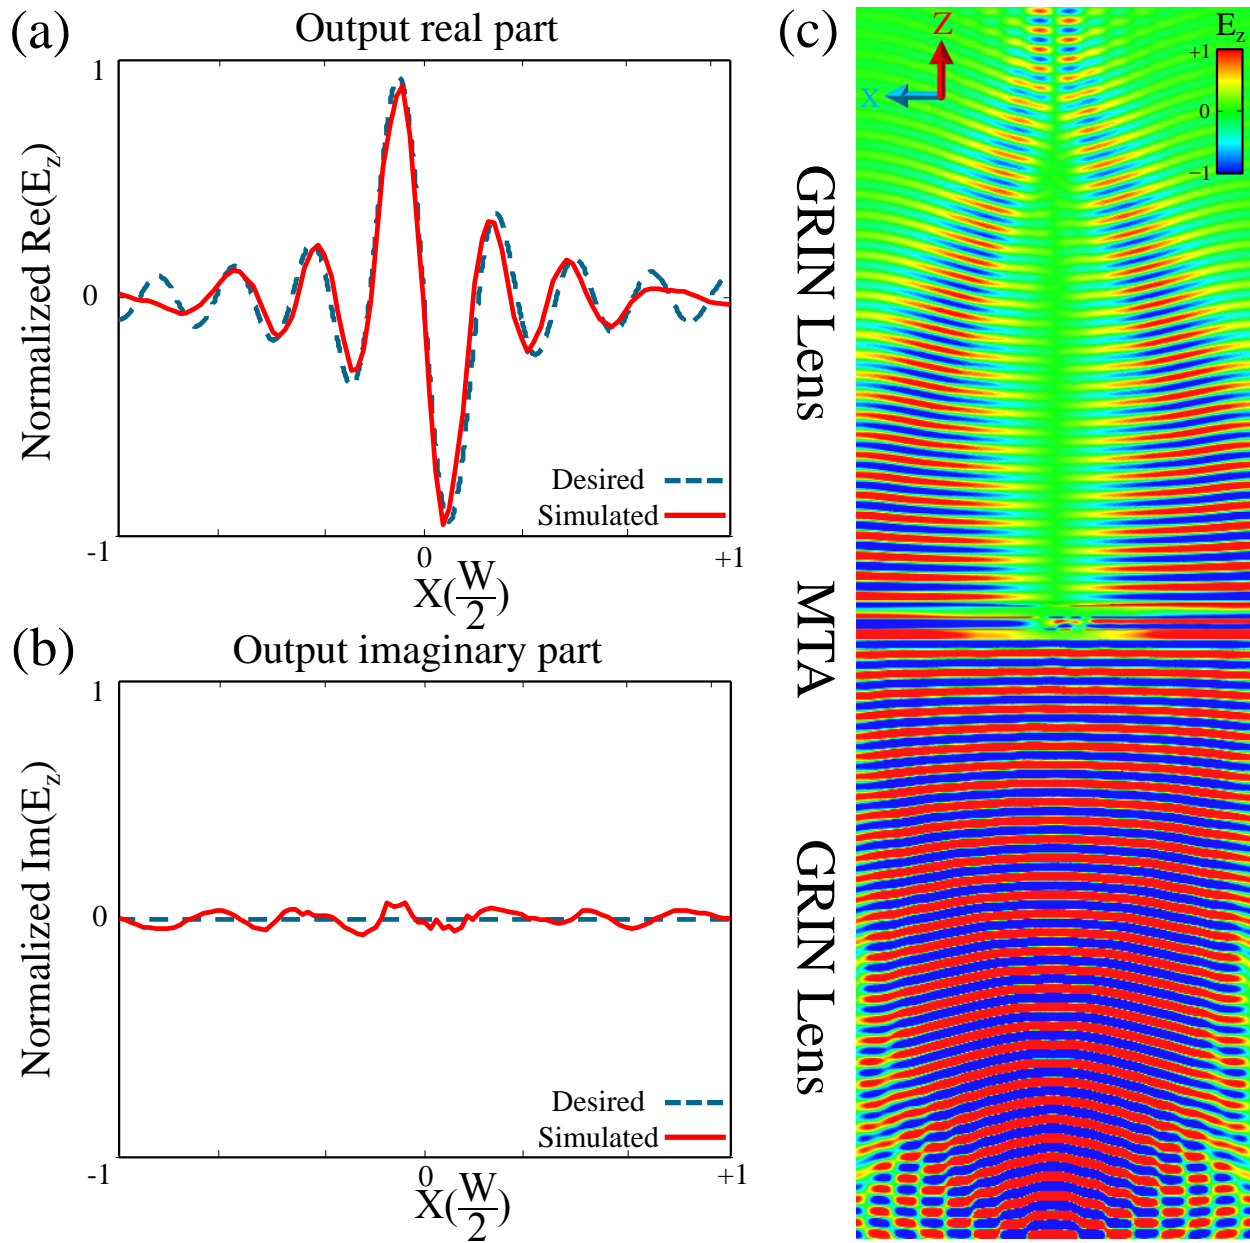 (a)
Output real part
Normalized Re(E_z)
1
0
-1
0
+1
X(W/2)
Desired
Simulated
(b)
Output imaginary part
Normalized Im(E_z)
1
0
-1
0
+1
X(W/2)
Desired
Simulated
(c)
Z
X
E_z
+1
0
−1
GRIN Lens
MTA
GRIN Lens